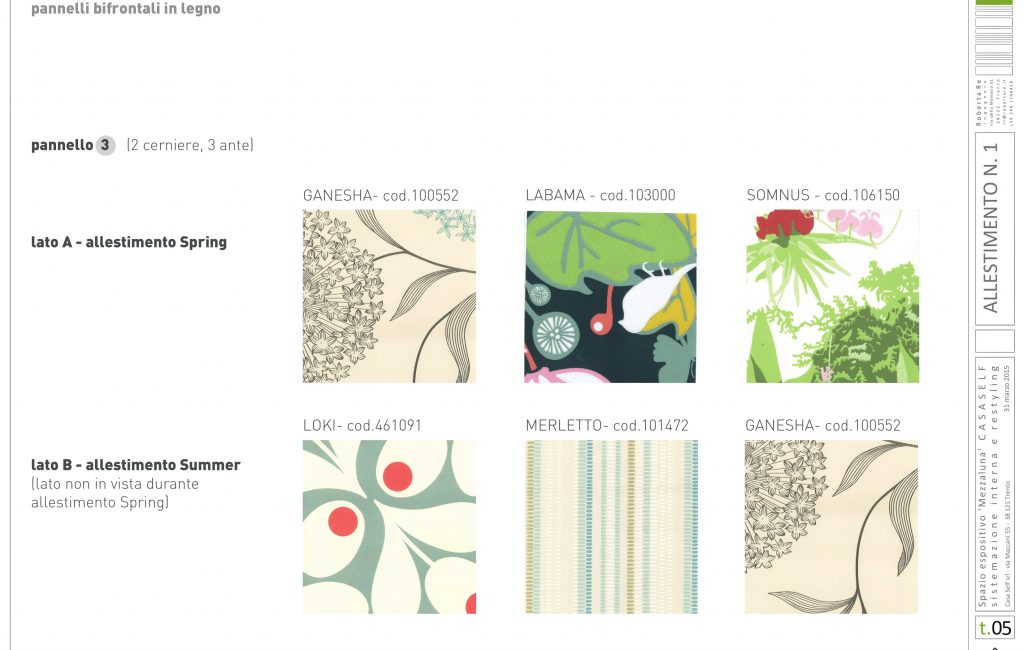 pannelli bifrontali in legno
pannello 3 (2 cerniere, 3 ante)
GANESHA- cod.100552
LABAMA - cod.103000
SOMNUS - cod.106150
lato A - allestimento Spring
LOKI- cod.461091
MERLETTO- cod.101472
GANESHA- cod.100552
lato B - allestimento Summer
(lato non in vista durante
allestimento Spring)
Roberta Re
ALLESTIMENTO N. 1
Spazio espositivo 'Mezzaluna' CASASELF
sistemazione interna e restyling
31 marzo 2015
Casa Self srl - via Maccani 55 - 38 121 Trento
t.05